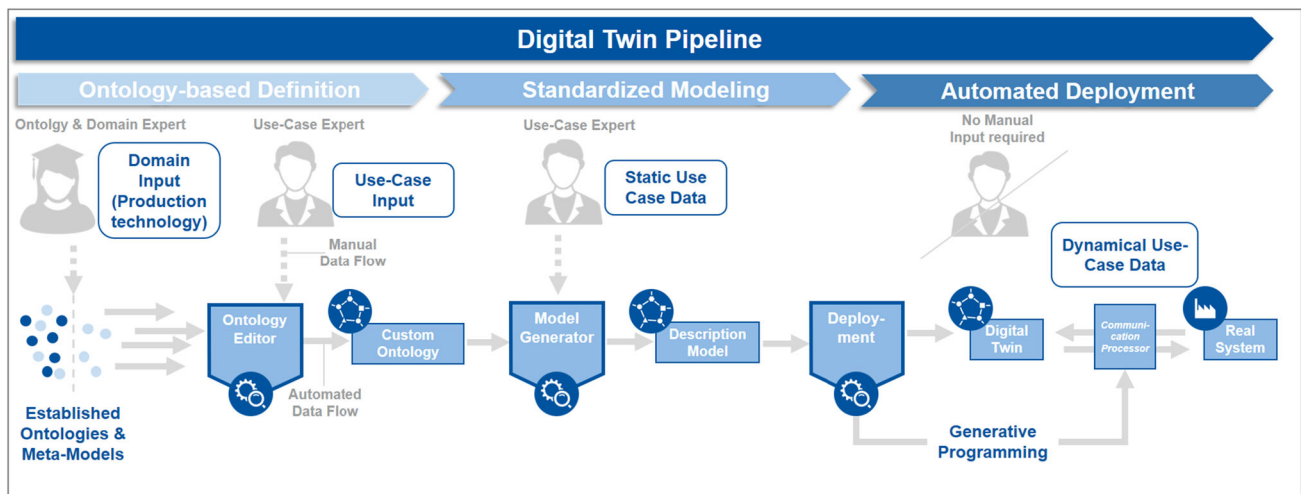 Digital Twin Pipeline
Ontology-based Definition
Standardized Modeling
Automated Deployment
Ontolgy & Domain Expert
Use-Case Expert
Use-Case Expert
No Manual
Input required
Domain
Input
(Production
technology)
Use-Case
Input
Static Use
Case Data
Dynamical Use-
Case Data
Manual
Data Flow
Ontology
Editor
Custom
Ontology
Model
Generator
Description
Model
Deploy-
ment
Digital
Twin
Communi-
cation
Processor
Real
System
Automated
Data Flow
Established
Ontologies &
Meta-Models
Generative
Programming